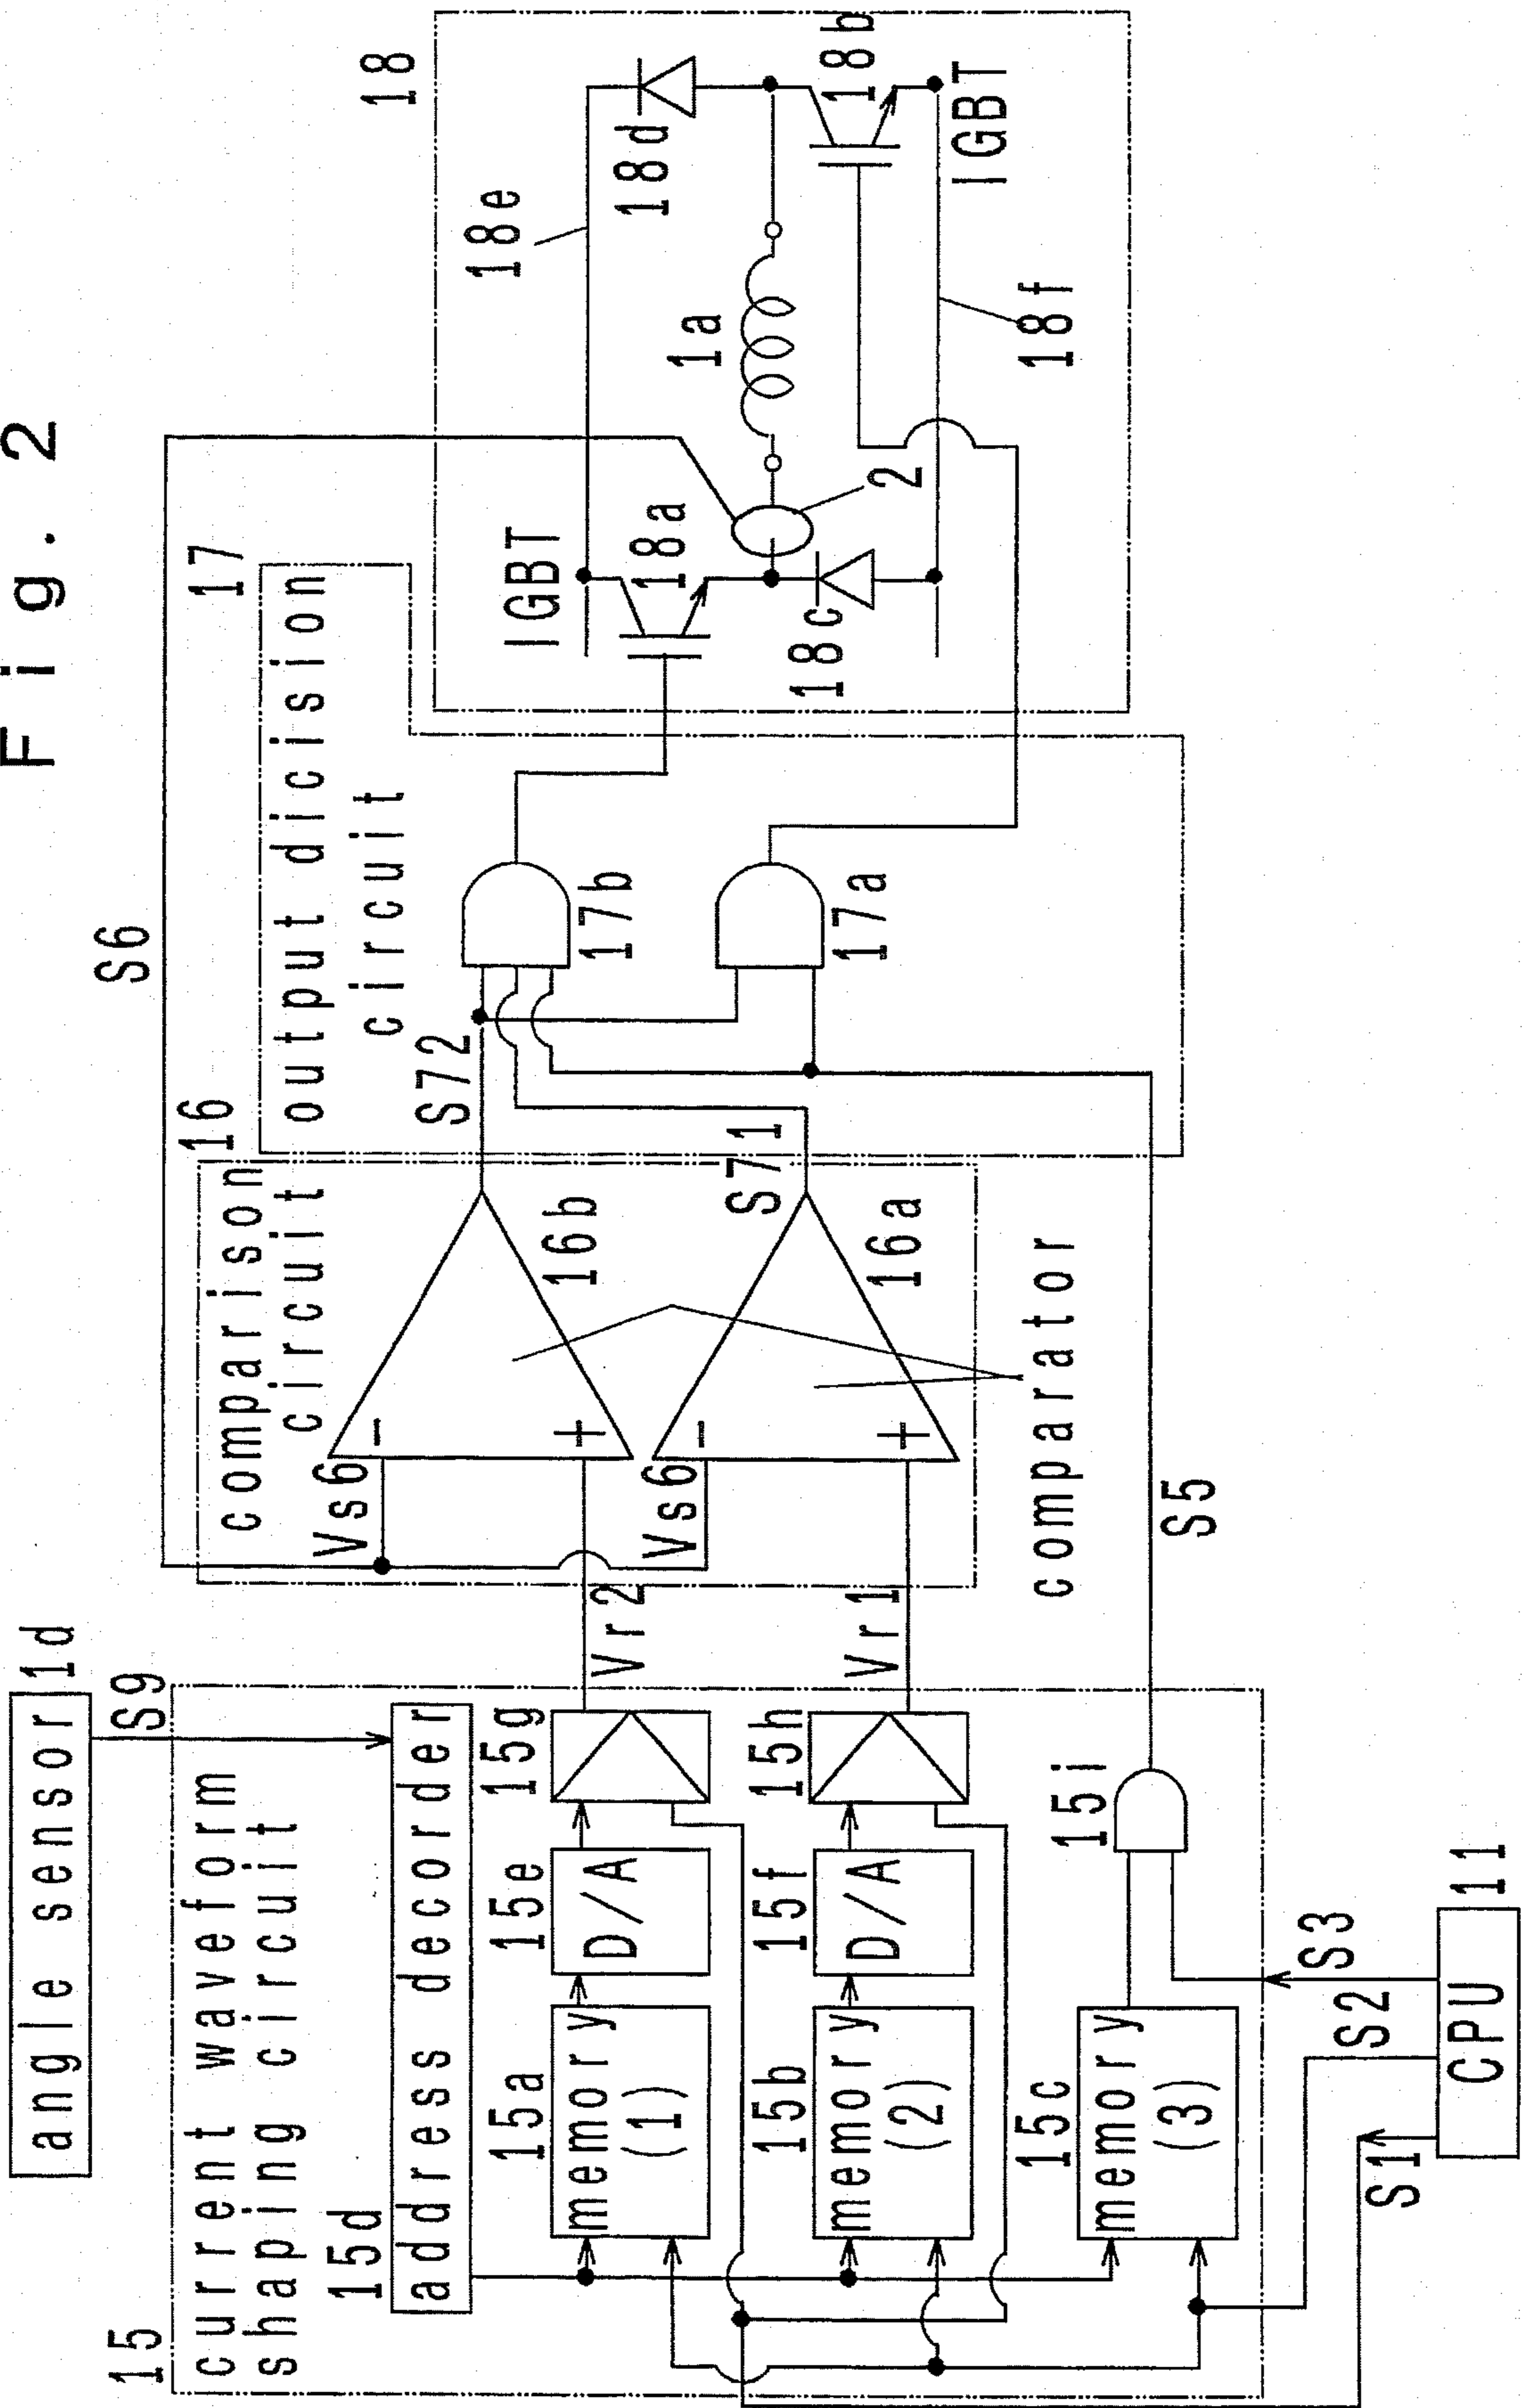 Fig. 2
angle sensor
1d
S9
15
current waveform
shaping circuit
15d
address decorder
15a
memory
(1)
15e
D/A
15g
Vr2
15b
memory
(2)
15f
D/A
15h
Vr1
15c
memory
(3)
15i
S1
S2
S3
CPU
11
S5
S6
16
comparison
circuit
Vs6
16b
Vs6
16a
comparator
S72
S71
17
output dicision
circuit
17b
17a
18
IGBT
18a
18c
2
1a
18e
18d
18b
IGBT
18f